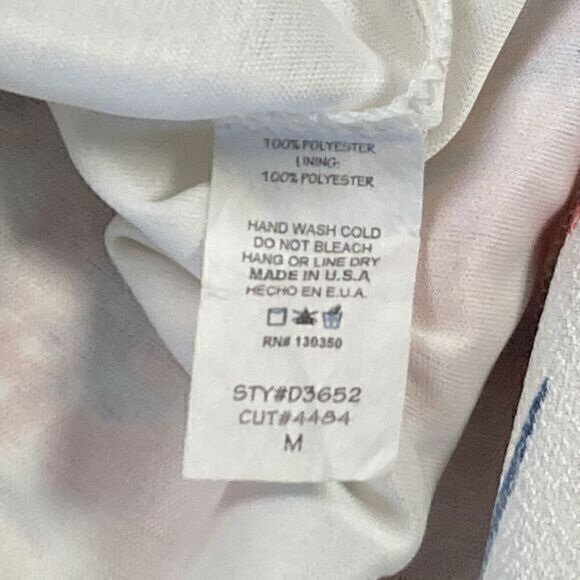 100% POLYESTER
LINING:
100% POLYESTER
HAND WASH COLD
DO NOT BLEACH
HANG OR LINE DRY
MADE IN U.S.A
HECHO EN E.U.A.
RN# 130350
STY#D3652
CUT#4484
M